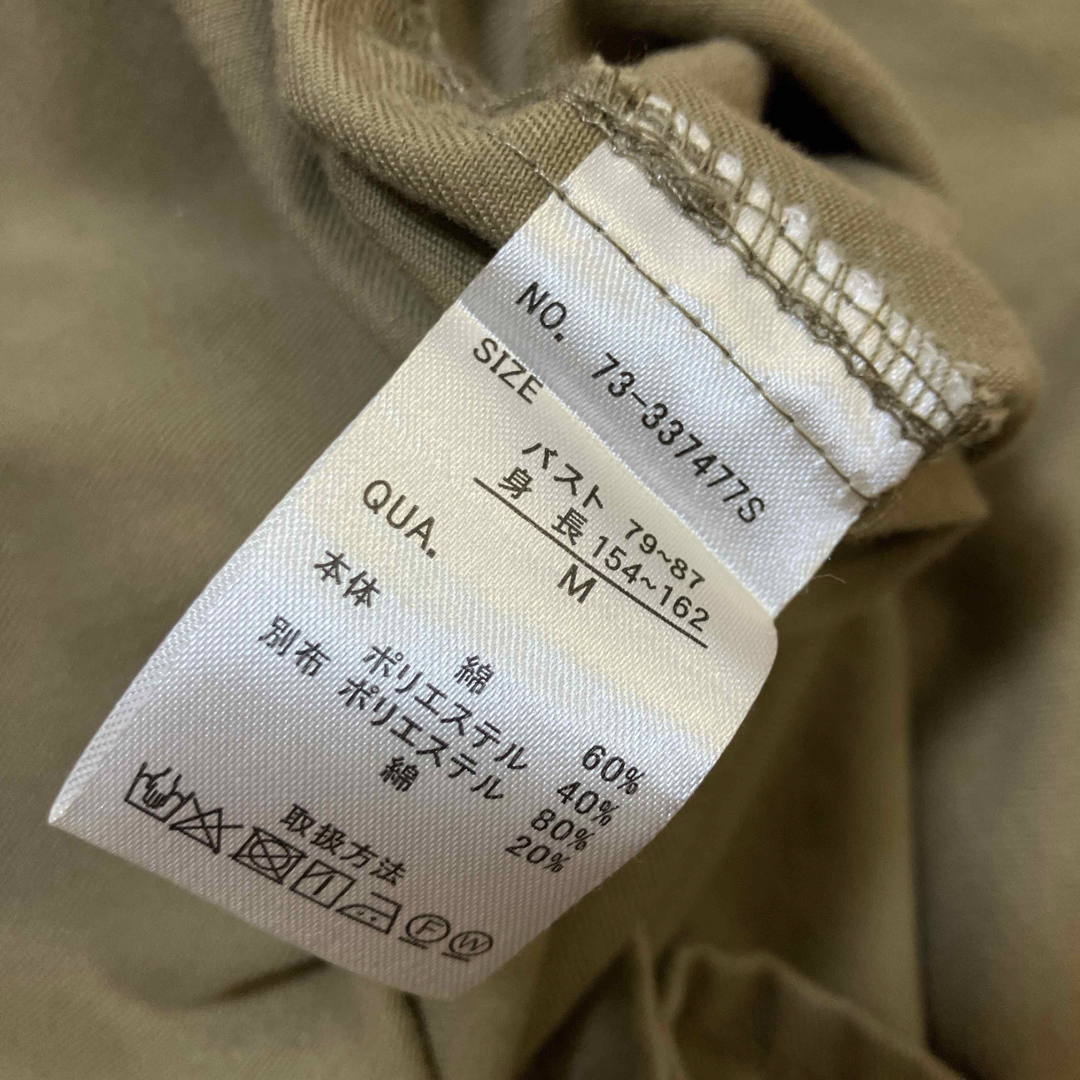 NO. 73-337477S
SIZE
バスト 79~87
身長 154~162
M
QUA.
本体 綿 60%
ポリエステル 40%
別布 ポリエステル 80%
綿 20%
取扱方法
F W